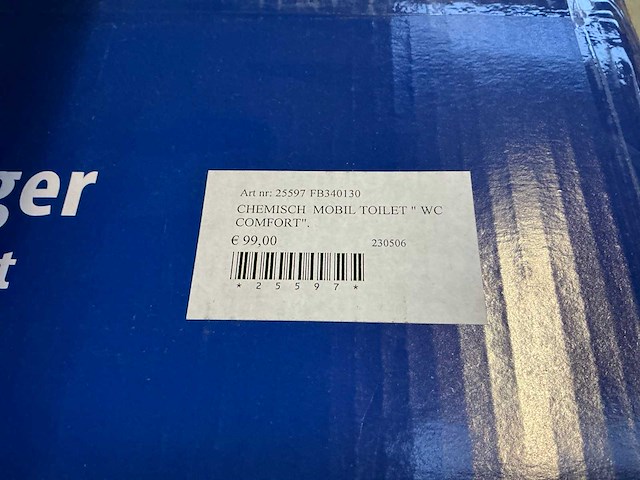 ger
t
Art nr: 25597 FB340130
CHEMISCH MOBIL TOILET " WC
COMFORT".
€ 99,00 230506
* 2 5 5 9 7 *